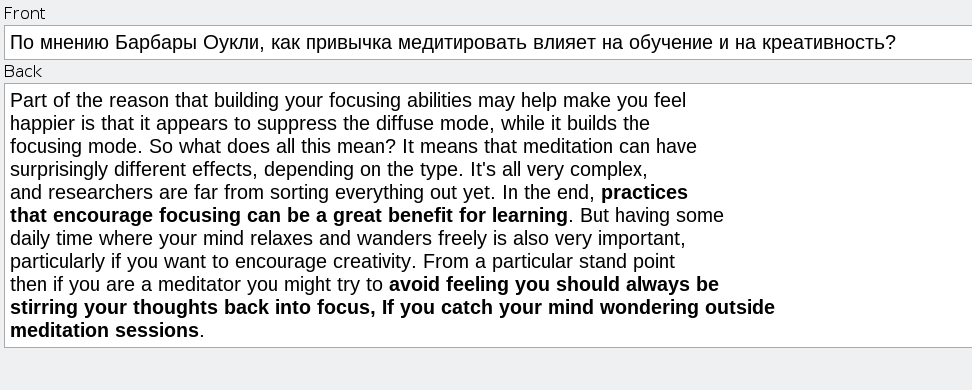 Front
По мнению Барбары Оукли, как привычка медитировать влияет на обучение и на креативность?
Back
Part of the reason that building your focusing abilities may help make you feel
happier is that it appears to suppress the diffuse mode, while it builds the
focusing mode. So what does all this mean? It means that meditation can have
surprisingly different effects, depending on the type. It's all very complex,
and researchers are far from sorting everything out yet. In the end, practices
that encourage focusing can be a great benefit for learning. But having some
daily time where your mind relaxes and wanders freely is also very important,
particularly if you want to encourage creativity. From a particular stand point
then if you are a meditator you might try to avoid feeling you should always be
stirring your thoughts back into focus, If you catch your mind wondering outside
meditation sessions.